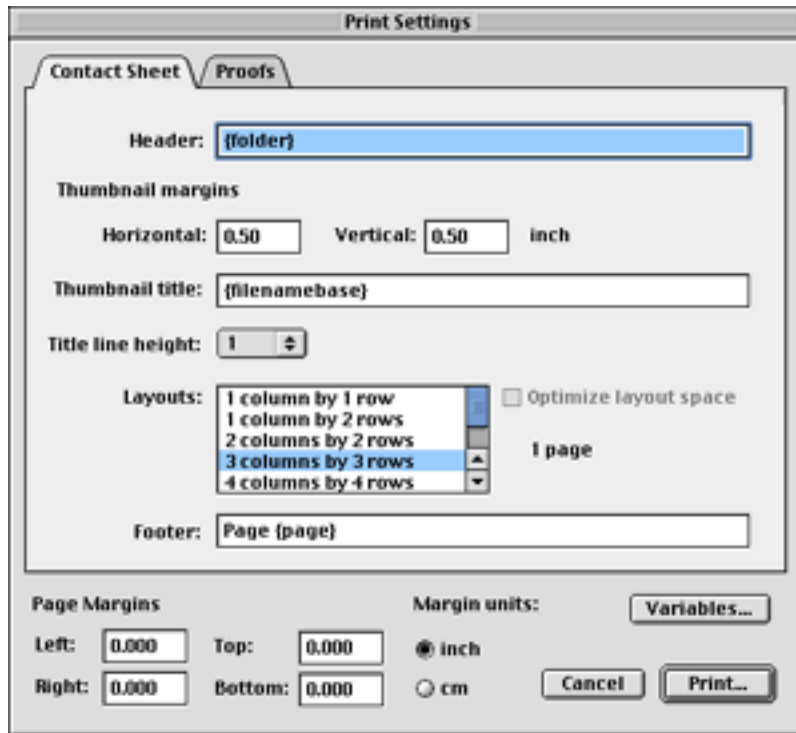 Print Settings
Contact Sheet Proofs
Header: {folder}
Thumbnail margins
Horizontal: 0.50 Vertical: 0.50 inch
Thumbnail title: {filenamebase}
Title line height: 1
Layouts: 1 column by 1 row
1 column by 2 rows
2 columns by 2 rows
3 columns by 3 rows
4 columns by 4 rows
Optimize layout space
1 page
Footer: Page {page}
Page Margins Margin units: Variables...
Left: 0.000 Top: 0.000 inch
Right: 0.000 Bottom: 0.000 cm Cancel Print...